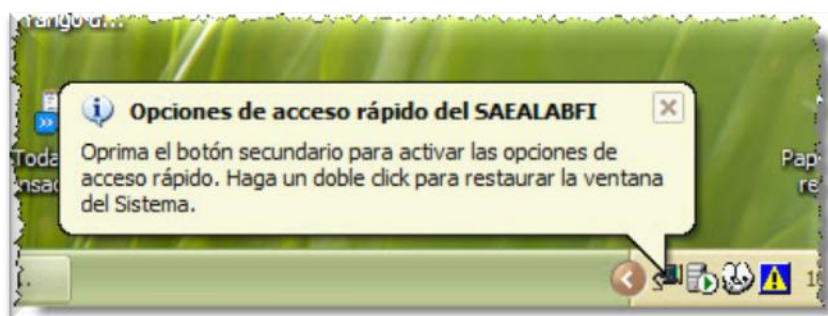 Opciones de acceso rápido del SAEALABFI
Oprima el botón secundario para activar las opciones de
acceso rápido. Haga un doble click para restaurar la ventana
del Sistema.